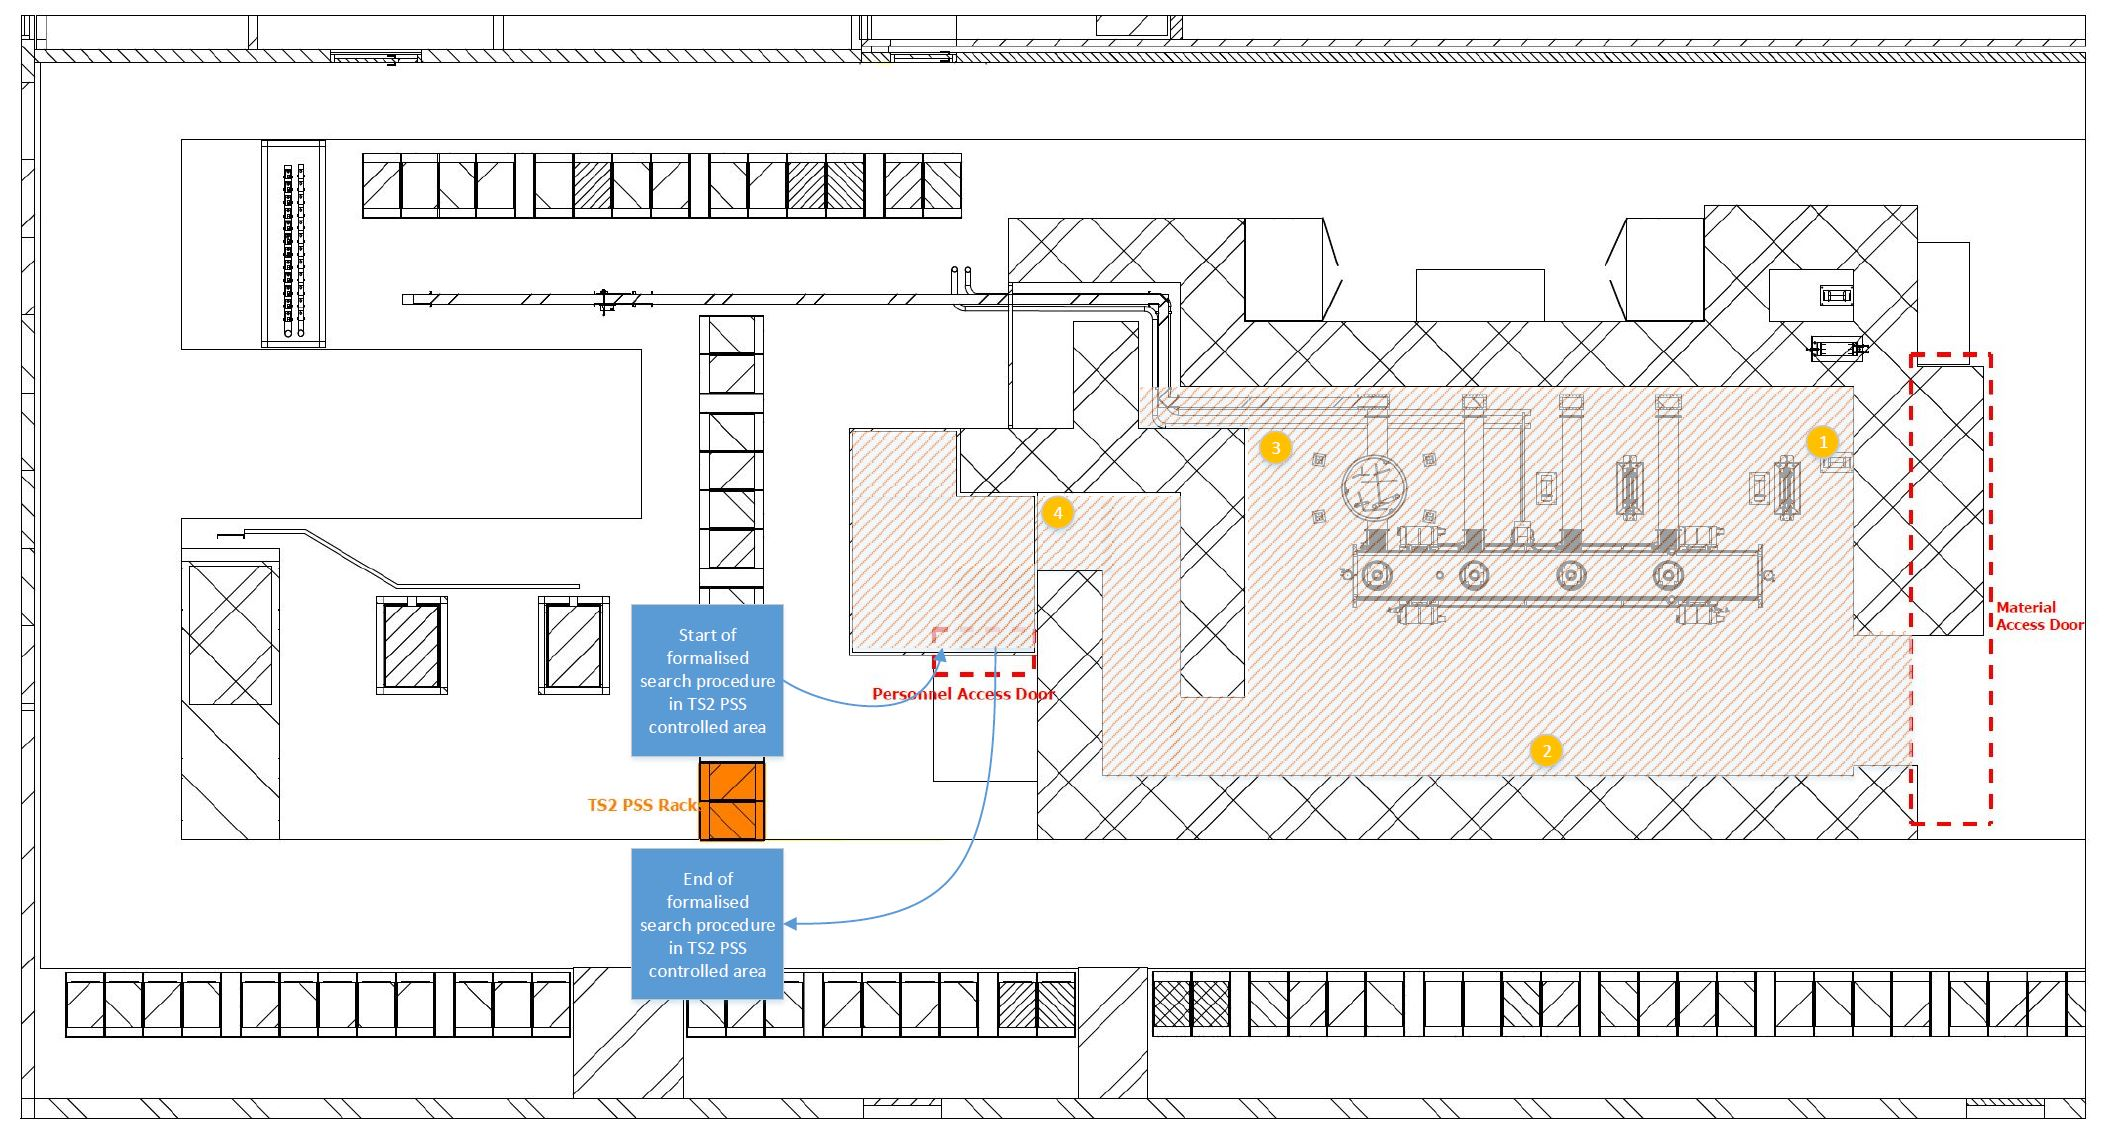 3
1
4
Material
Access Door
Start of
formalised
search procedure
in TS2 PSS
controlled area
Personnel Access Door
2
TS2 PSS Rack
End of
formalised
search procedure
in TS2 PSS
controlled area